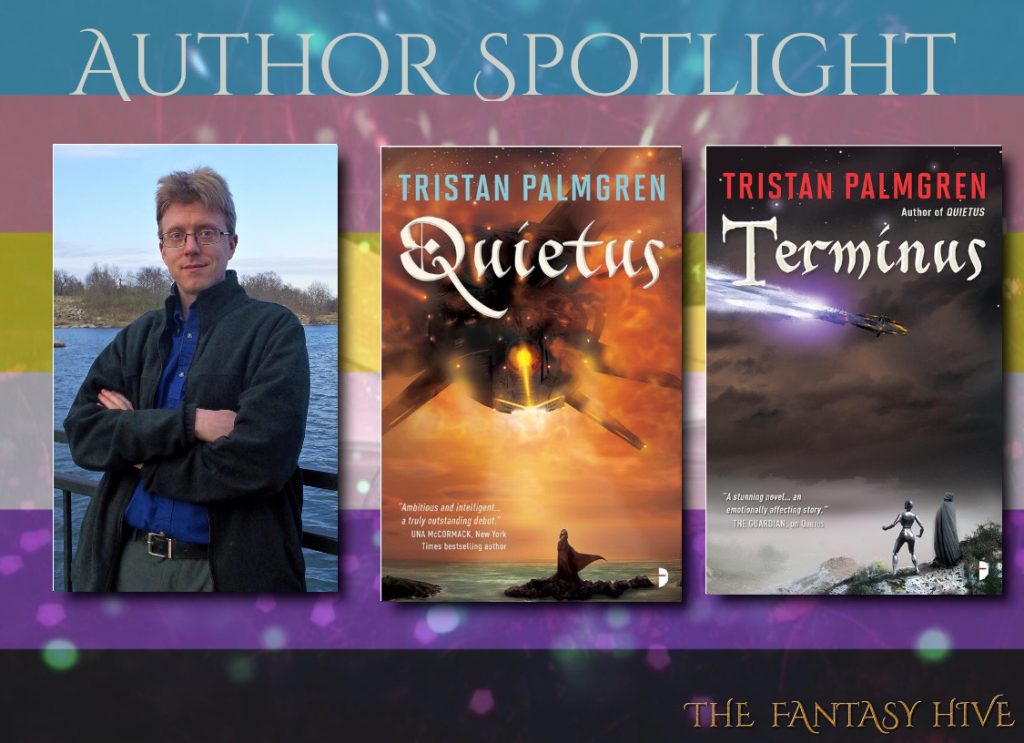 AUTHOR SPOTLIGHT
TRISTAN PALMGREN
Quietus
"Ambitious and intelligent...
a truly outstanding debut."
UNA McCORMACK, New York
Times bestselling author
TRISTAN PALMGREN
Author of QUIETUS
Terminus
"A stunning novel... an
emotionally affecting story."
THE GUARDIAN, on Quietus
THE FANTASY HIVE